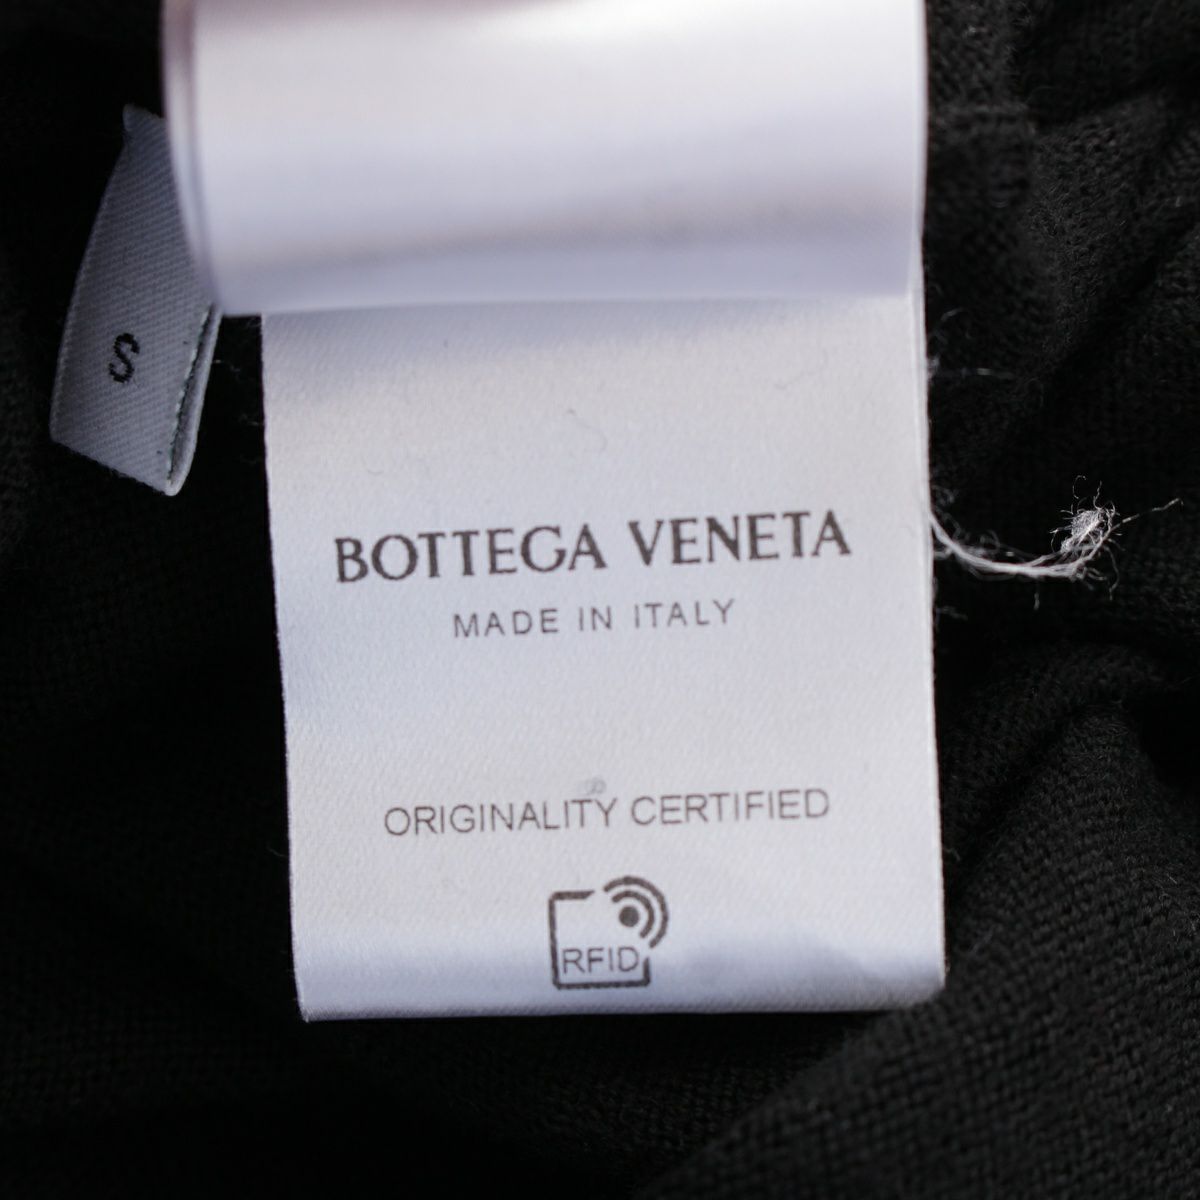 S
BOTTEGA VENETA
MADE IN ITALY
ORIGINALITY CERTIFIED
RFID